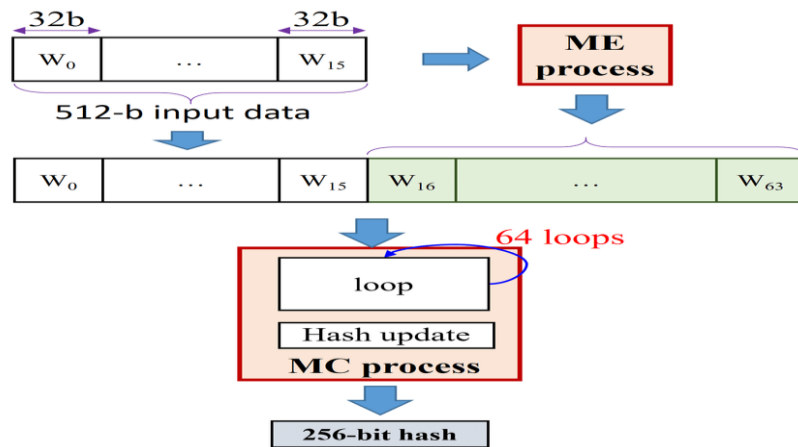 32b 32b
W₀ … W₁₅
ME
process
512-b input data
W₀ … W₁₅ W₁₆ … W₆₃
64 loops
loop
Hash update
MC process
256-bit hash